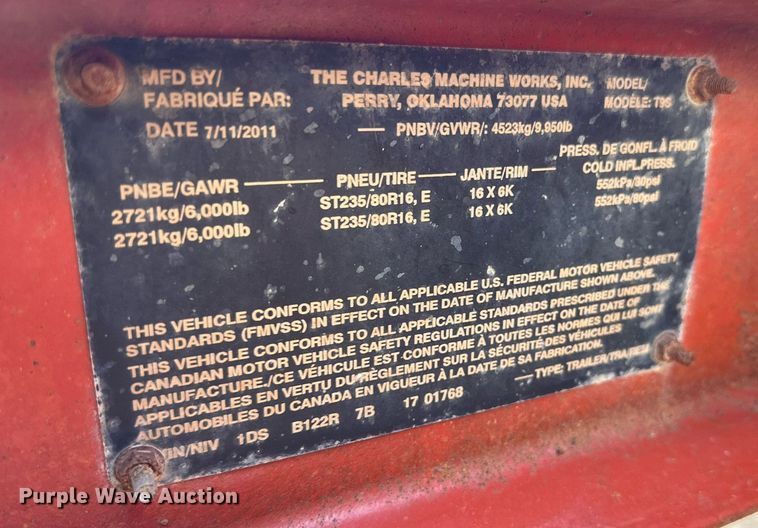 MFD BY/ THE CHARLES MACHINE WORKS, INC. MODEL/
FABRIQUÉ PAR: PERRY, OKLAHOMA 73077 USA MODÈLE: T9S
DATE 7/11/2011 PNBV/GVWR/: 4523kg/9,950lb
PRESS. DE GONFL. À FROID
PNBE/GAWR PNEU/TIRE JANTE/RIM COLD INFL.PRESS.
2721kg/6,000lb ST235/80R16, E 16 X 6K 552kPa/80psi
2721kg/6,000lb ST235/80R16, E 16 X 6K 552kPa/80psi
THIS VEHICLE CONFORMS TO ALL APPLICABLE U.S. FEDERAL MOTOR VEHICLE SAFETY
STANDARDS (FMVSS) IN EFFECT ON THE DATE OF MANUFACTURE SHOWN ABOVE.
THIS VEHICLE CONFORMS TO ALL APPLICABLE STANDARDS PRESCRIBED UNDER THE
CANADIAN MOTOR VEHICLE SAFETY REGULATIONS IN EFFECT ON THE DATE OF
MANUFACTURE./CE VÉHICULE EST CONFORME À TOUTES LES NORMES QUI LUI SONT
APPLICABLES EN VERTU DU RÈGLEMENT SUR LA SÉCURITÉ DES VÉHICULES
AUTOMOBILES DU CANADA EN VIGUEUR À LA DATE DE SA FABRICATION.
VIN/NIV 1DS B122R 7B 17 01768 TYPE: TRAILER/
Purple Wave Auction